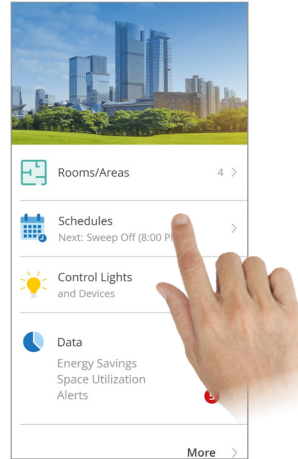 Rooms/Areas 4
Schedules
Next: Sweep Off (8:00 P
Control Lights
and Devices
Data
Energy Savings
Space Utilization
Alerts
More